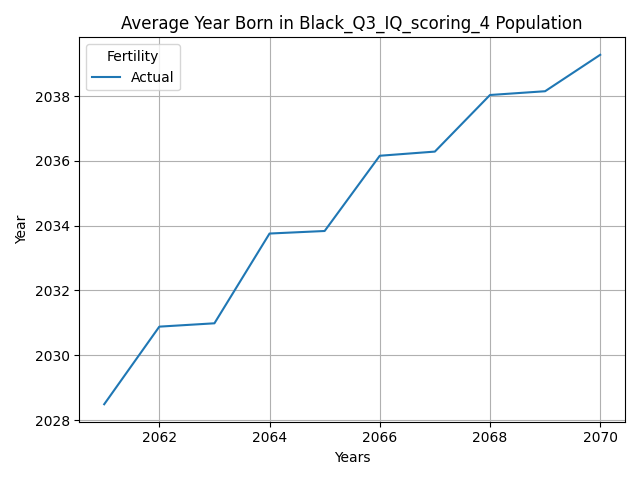 Average Year Born in Black_Q3_IQ_scoring_4 Population
Fertility
Actual
2038
2036
2034
2032
2030
2028
Year
2062 2064 2066 2068 2070
Years